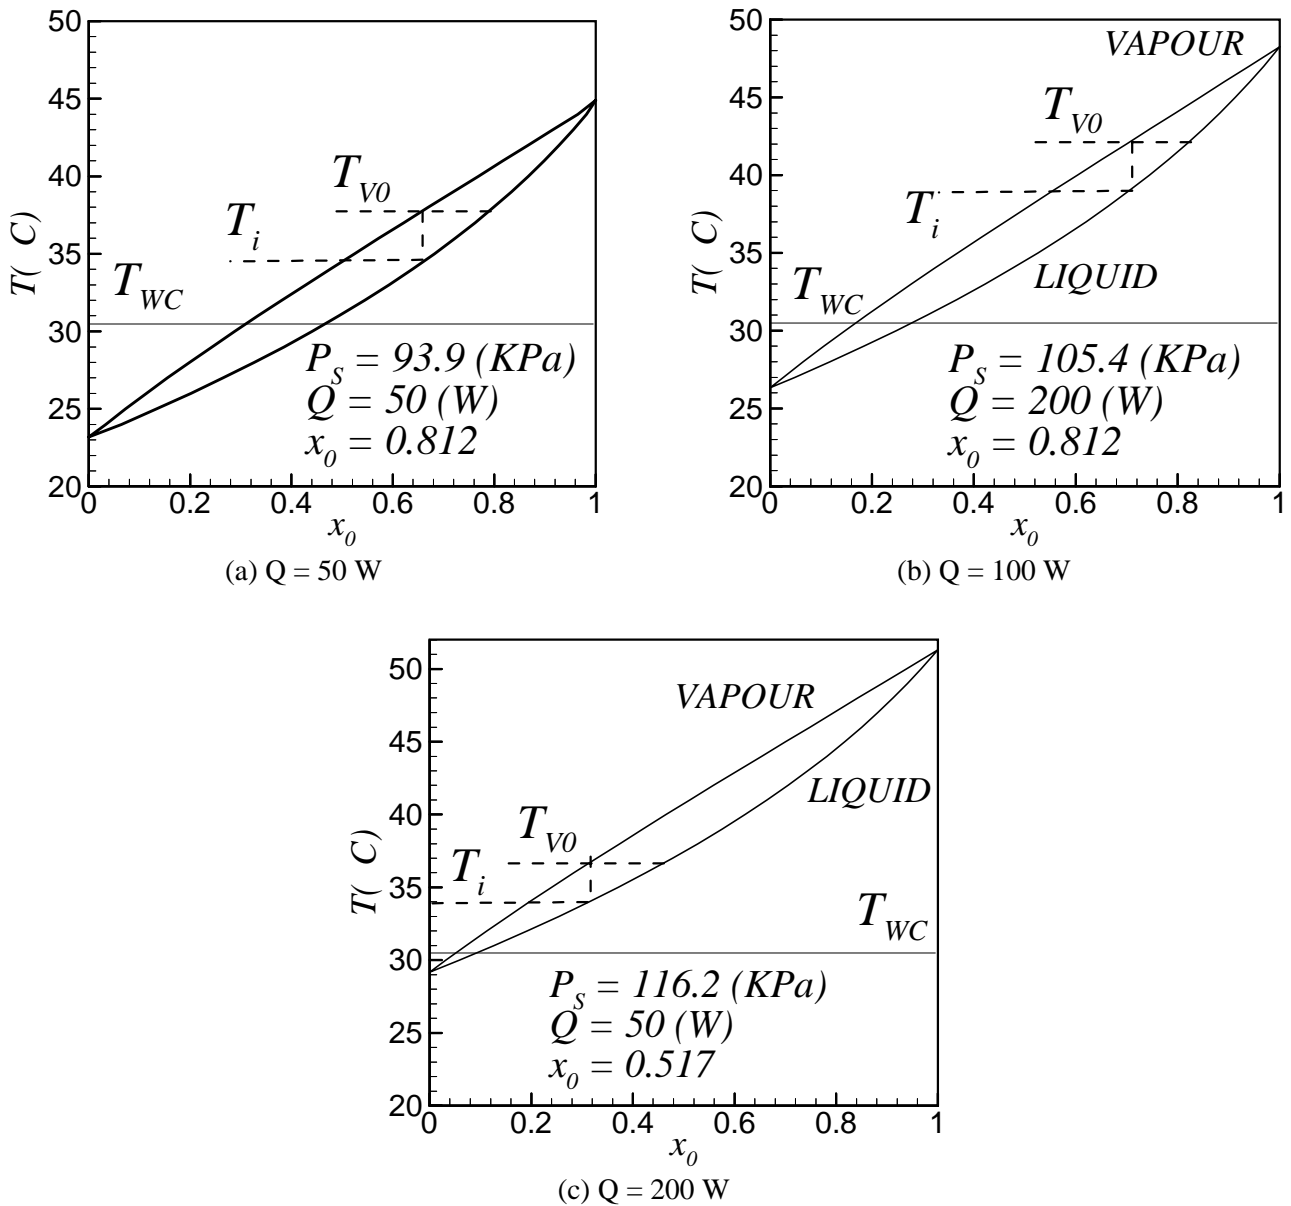 50
45
40
35
30
25
20
T( C)
T_V0
T_i
T_WC
P_S = 93.9 (KPa)
Q = 50 (W)
x_0 = 0.812
0 0.2 0.4 0.6 0.8 1
x_0
(a) Q = 50 W
50
45
40
35
30
25
20
T( C)
VAPOUR
T_V0
T_i
LIQUID
T_WC
P_S = 105.4 (KPa)
Q = 200 (W)
x_0 = 0.812
0 0.2 0.4 0.6 0.8 1
x_0
(b) Q = 100 W
50
45
40
35
30
25
20
T( C)
VAPOUR
LIQUID
T_V0
T_i
T_WC
P_S = 116.2 (KPa)
Q = 50 (W)
x_0 = 0.517
0 0.2 0.4 0.6 0.8 1
x_0
(c) Q = 200 W